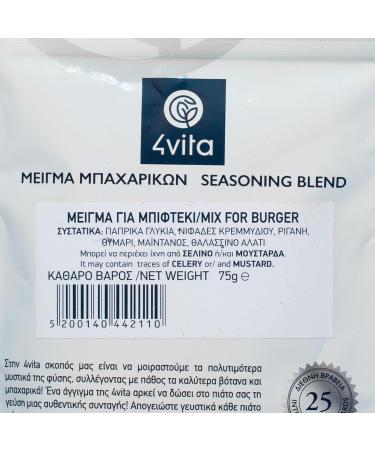 4vita
ΜΕΙΓΜΑ ΜΠΑΧΑΡΙΚΩΝ SEASONING BLEND
ΜΕΙΓΜΑ ΓΙΑ ΜΠΙΦΤΕΚΙ/MIX FOR BURGER
ΣΥΣΤΑΤΙΚΑ: ΠΑΠΡΙΚΑ ΓΛΥΚΙΑ, ΝΙΦΑΔΕΣ ΚΡΕΜΜΥΔΙΟΥ, ΡΙΓΑΝΗ,
ΘΥΜΑΡΙ, ΜΑΪΝΤΑΝΟΣ, ΘΑΛΑΣΣΙΝΟ ΑΛΑΤΙ
Μπορεί να περιέχει ίχνη από ΣΕΛΙΝΟ ή/και ΜΟΥΣΤΑΡΔΑ.
It may contain traces of CELERY or/ and MUSTARD.
ΚΑΘΑΡΟ ΒΑΡΟΣ /NET WEIGHT 75g e
5 200140 442110
Στην 4vita σκοπός μας είναι να μοιραστούμε τα πολυτιμότερα
μυστικά της φύσης, συλλέγοντας με πάθος τα καλύτερα βότανα και
μπαχαρικά! Ένα άγγιγμα της 4vita αρκεί να δώσει στο πιάτο σας τη
γεύση μιας αυθεντικής συνταγής! Απογειώστε γευστικά κάθε πιάτο
ΔΙΕΘΝΗ ΒΡΑΒΕΙΑ
25